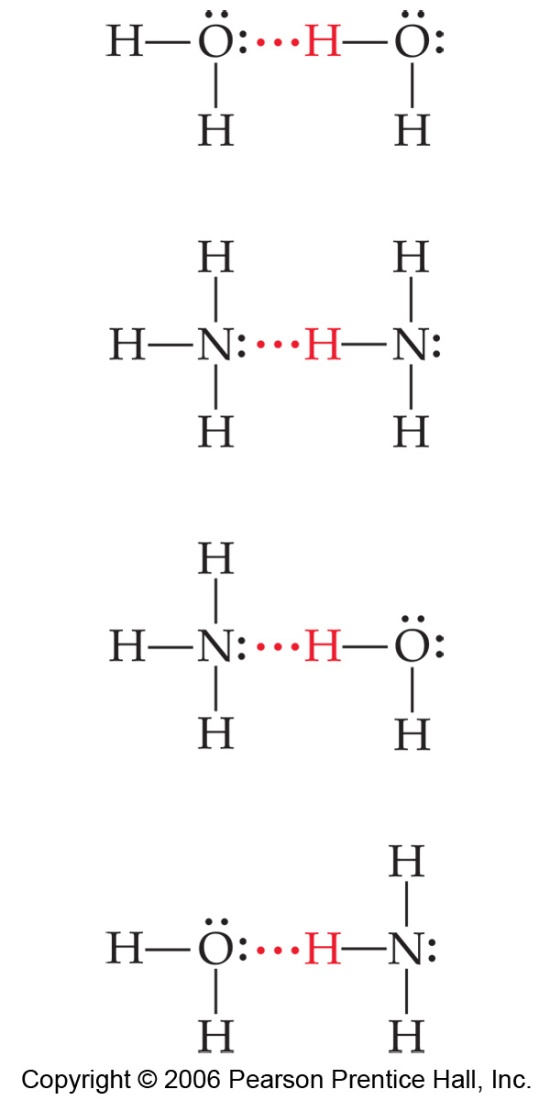 H—Ö:···H—Ö:
H H
H H
H—N:···H—N:
H H
H
H—N:···H—Ö:
H H
H
H—Ö:···H—N:
H H
Copyright © 2006 Pearson Prentice Hall, Inc.